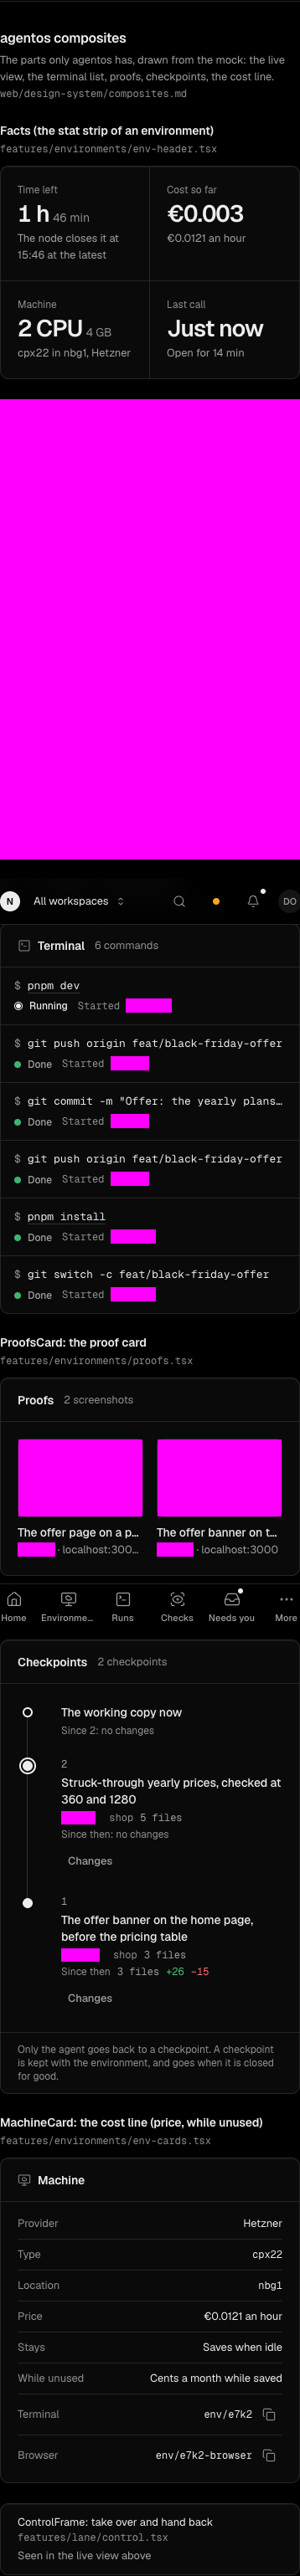 agentos composites
The parts only agentos has, drawn from the mock: the live
view, the terminal list, proofs, checkpoints, the cost line.
web/design-system/composites.md
Facts (the stat strip of an environment)
features/environments/env-header.tsx
Time left
1 h 46 min
The node closes it at
15:46 at the latest
Cost so far
€0.003
€0.0121 an hour
Machine
2 CPU 4 GB
cpx22 in nbg1, Hetzner
Last call
Just now
Open for 14 min
N All workspaces DO
Terminal 6 commands
$ pnpm dev
Running Started
$ git push origin feat/black-friday-offer
Done Started
$ git commit -m "Offer: the yearly plans…
Done Started
$ git push origin feat/black-friday-offer
Done Started
$ pnpm install
Done Started
$ git switch -c feat/black-friday-offer
Done Started
ProofsCard: the proof card
features/environments/proofs.tsx
Proofs 2 screenshots
The offer page on a p…
· localhost:300…
The offer banner on t…
· localhost:3000
Home Environme… Runs Checks Needs you More
Checkpoints 2 checkpoints
The working copy now
Since 2: no changes
2
Struck-through yearly prices, checked at
360 and 1280
shop 5 files
Since then: no changes
Changes
1
The offer banner on the home page,
before the pricing table
shop 3 files
Since then 3 files +26 −15
Changes
Only the agent goes back to a checkpoint. A checkpoint
is kept with the environment, and goes when it is closed
for good.
MachineCard: the cost line (price, while unused)
features/environments/env-cards.tsx
Machine
Provider Hetzner
Type cpx22
Location nbg1
Price €0.0121 an hour
Stays Saves when idle
While unused Cents a month while saved
Terminal env/e7k2
Browser env/e7k2-browser
ControlFrame: take over and hand back
features/lane/control.tsx
Seen in the live view above